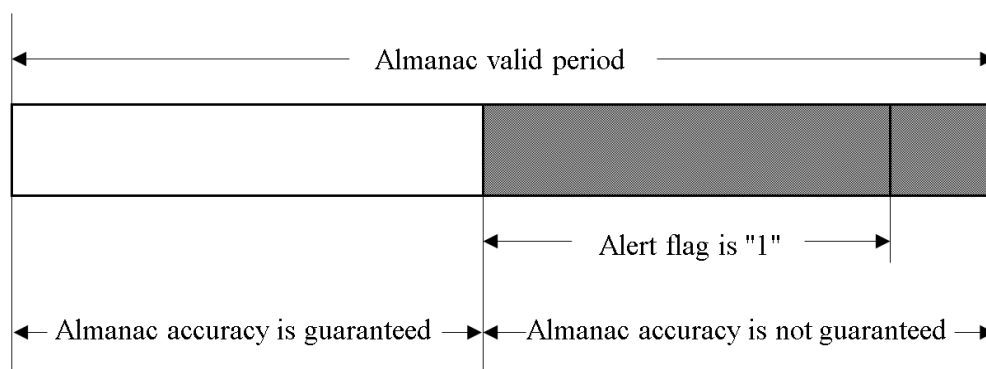 Almanac valid period
Alert flag is "1"
Almanac accuracy is guaranteed
Almanac accuracy is not guaranteed